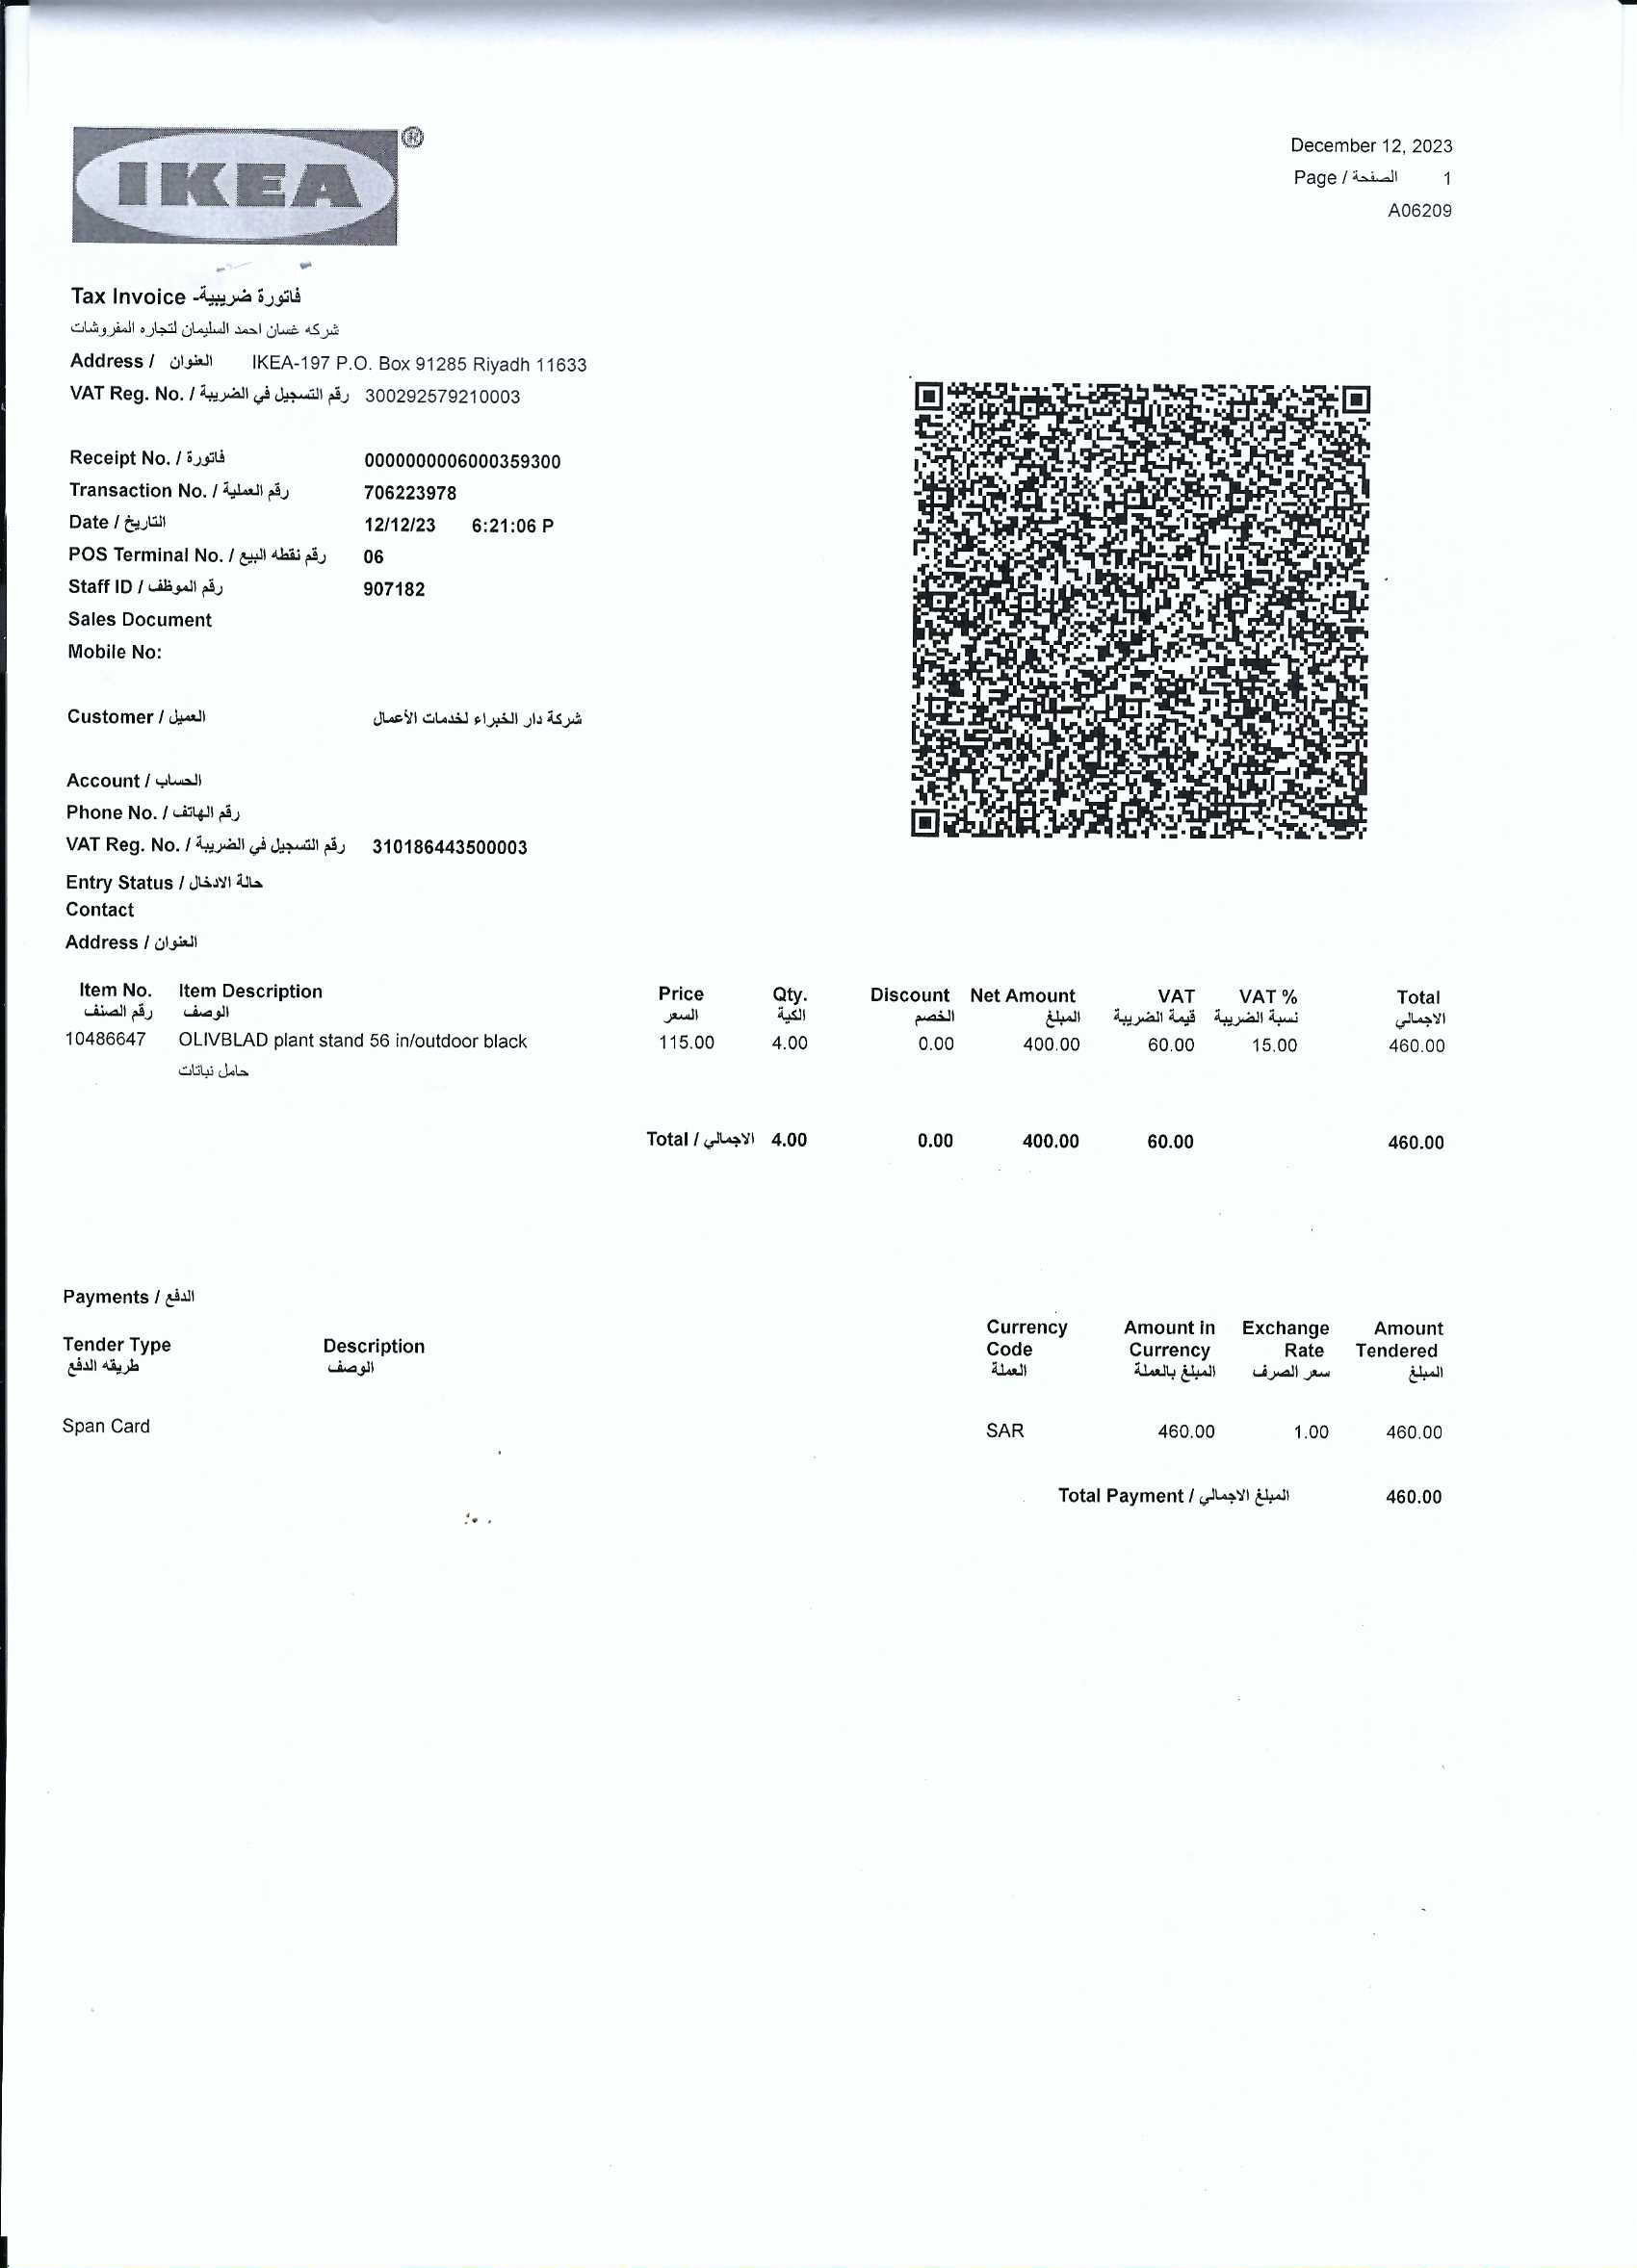 IKEA®
December 12, 2023
Page / الصفحة 1
A06209
Tax Invoice -فاتورة ضريبية
شركه غسان احمد السليمان لتجاره المفروشات
Address / العنوان IKEA-197 P.O. Box 91285 Riyadh 11633
VAT Reg. No. / رقم التسجيل في الضريبة 300292579210003
Receipt No. / فاتورة 0000000006000359300
Transaction No. / رقم العملية 706223978
Date / التاريخ 12/12/23 6:21:06 P
POS Terminal No. / رقم نقطه البيع 06
Staff ID / رقم الموظف 907182
Sales Document
Mobile No:
Customer / العميل شركة دار الخبراء لخدمات الأعمال
Account / الحساب
Phone No. / رقم الهاتف
VAT Reg. No. / رقم التسجيل في الضريبة 310186443500003
Entry Status / حالة الادخال
Contact
Address / العنوان
Item No. Item Description Price Qty. Discount Net Amount VAT VAT % Total
رقم الصنف الوصف السعر الكية الخصم المبلغ قيمة الضريبة نسبة الضريبة الاجمالي
10486647 OLIVBLAD plant stand 56 in/outdoor black 115.00 4.00 0.00 400.00 60.00 15.00 460.00
حامل نباتات
Total / الاجمالي 4.00 0.00 400.00 60.00 460.00
Payments / الدفع
Currency Amount in Exchange Amount
Tender Type Description Code Currency Rate Tendered
طريقه الدفع الوصف العملة المبلغ بالعملة سعر الصرف المبلغ
Span Card SAR 460.00 1.00 460.00
Total Payment / المبلغ الاجمالي 460.00